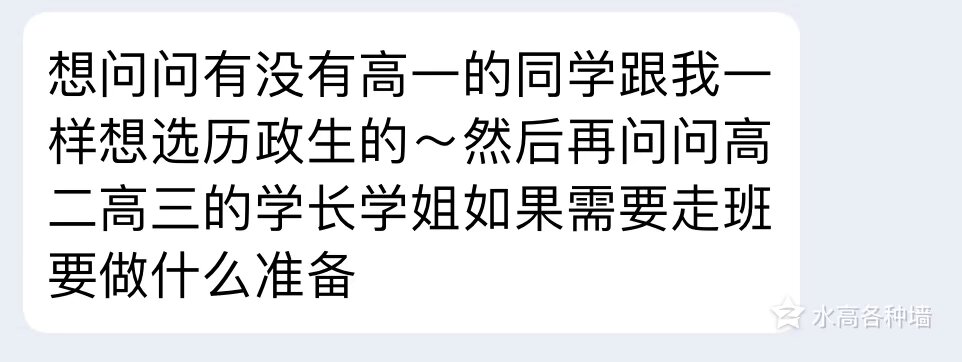 想问问有没有高一的同学跟我一
样想选历政生的～然后再问问高
二高三的学长学姐如果需要走班
要做什么准备
水高各种墙